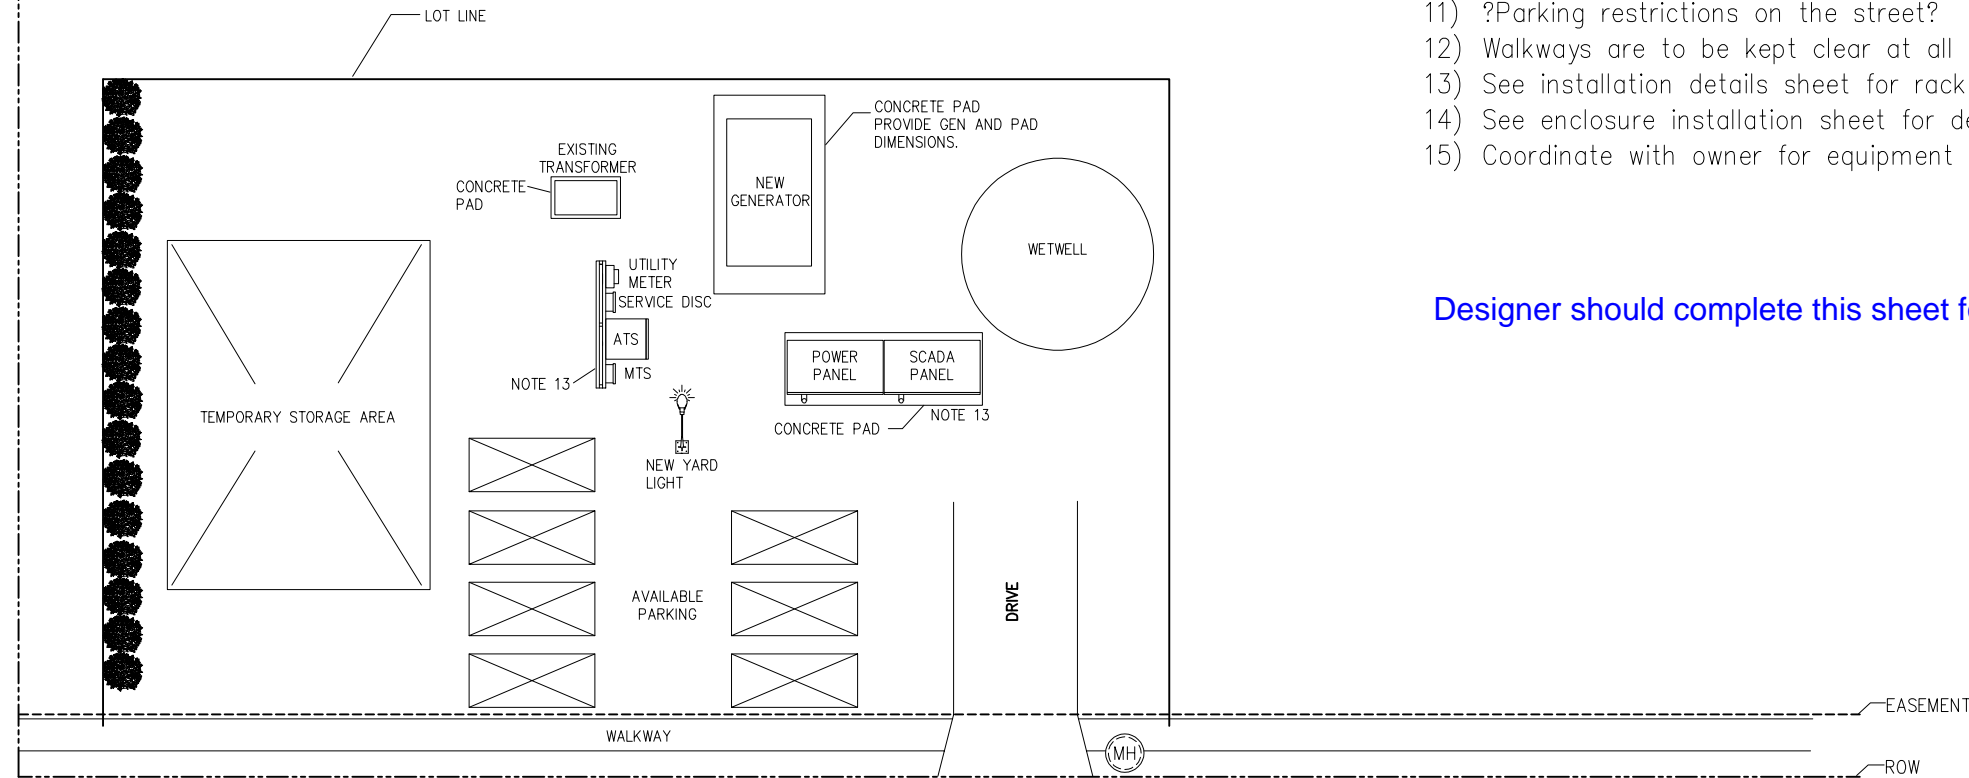 LOT LINE
11) ?Parking restrictions on the street?
12) Walkways are to be kept clear at all
13) See installation details sheet for rack
14) See enclosure installation sheet for de
15) Coordinate with owner for equipment
CONCRETE PAD
PROVIDE GEN AND PAD
DIMENSIONS.
EXISTING
TRANSFORMER
CONCRETE
PAD
NEW
GENERATOR
WETWELL
UTILITY
METER
SERVICE DISC
ATS
MTS
NOTE 13
POWER
PANEL
SCADA
PANEL
NOTE 13
CONCRETE PAD
Designer should complete this sheet fo
TEMPORARY STORAGE AREA
NEW YARD
LIGHT
AVAILABLE
PARKING
DRIVE
EASEMENT
WALKWAY
MH
ROW